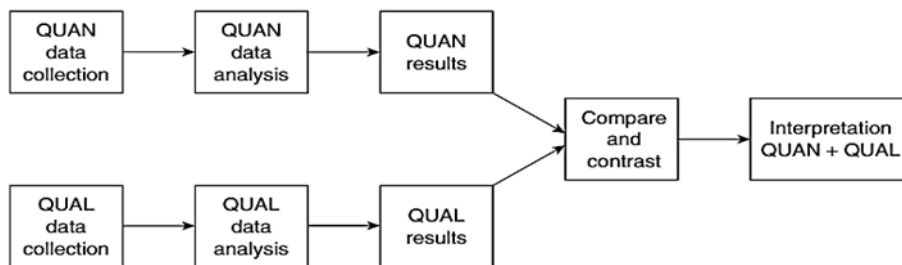 QUAN
data
collection
QUAN
data
analysis
QUAN
results
Compare
and
contrast
Interpretation
QUAN + QUAL
QUAL
data
collection
QUAL
data
analysis
QUAL
results